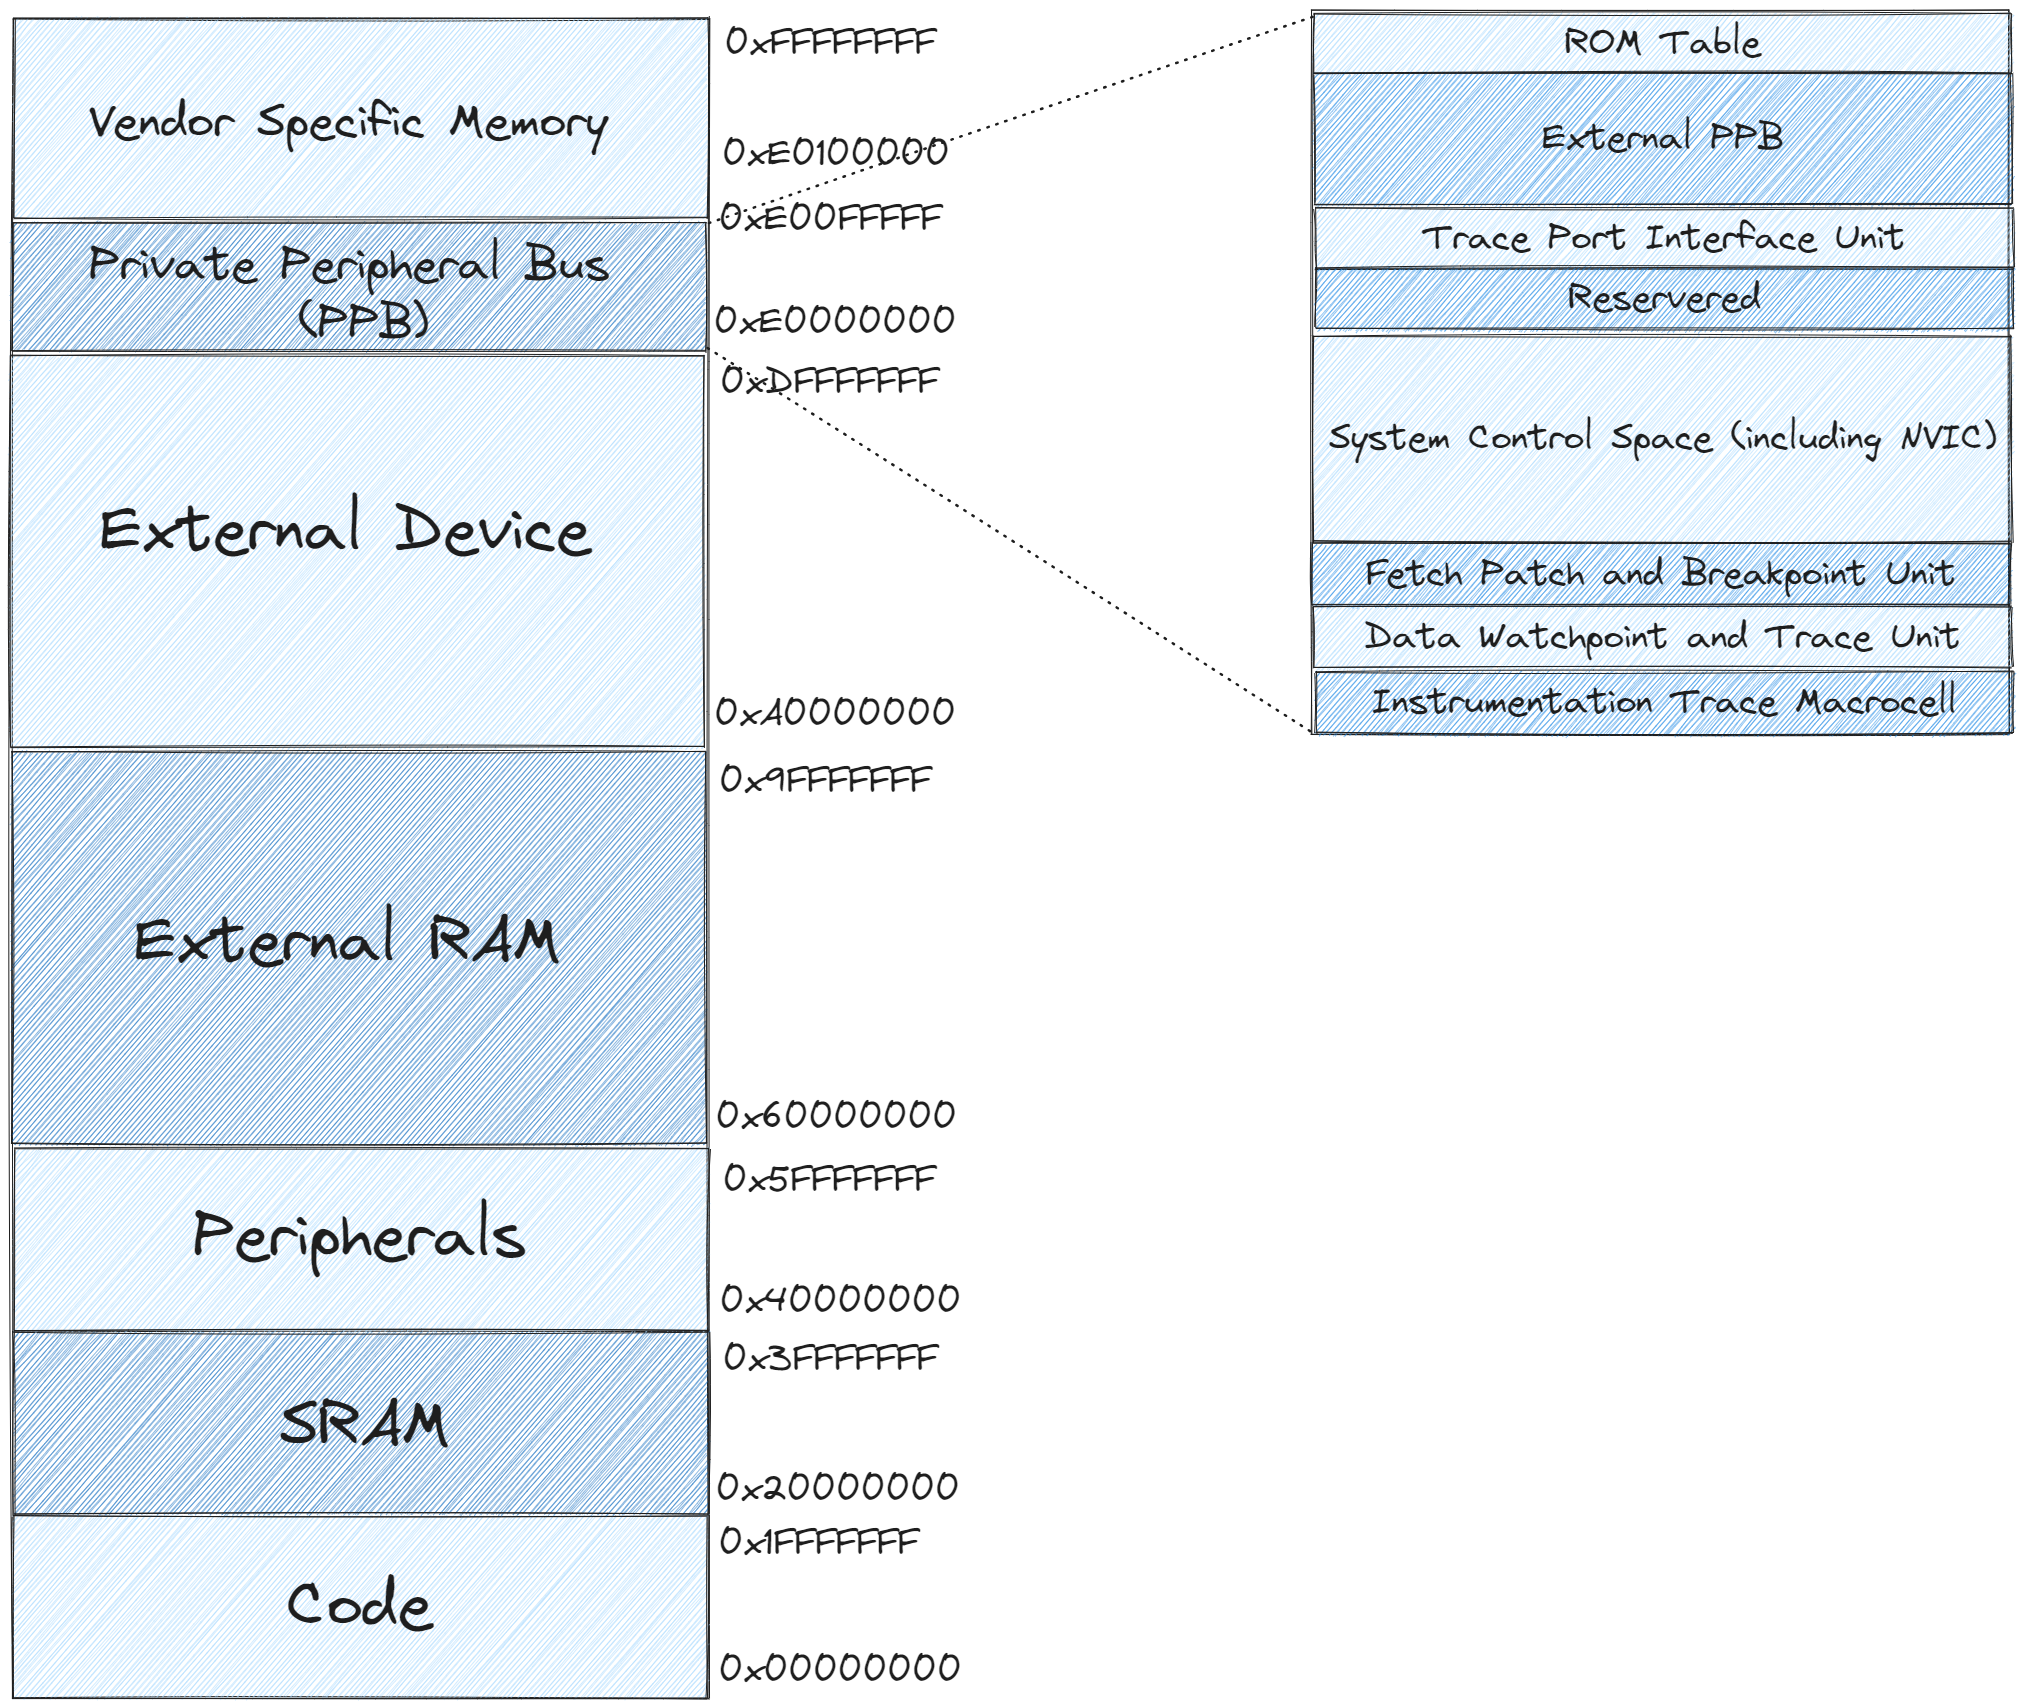 Vendor Specific Memory
0xFFFFFFFF
0xE0100000
Private Peripheral Bus
(PPB)
0xE00FFFFF
0xE0000000
External Device
0xDFFFFFFF
0xA0000000
External RAM
0x9FFFFFFF
0x60000000
Peripherals
0x5FFFFFFF
0x40000000
SRAM
0x3FFFFFFF
0x20000000
Code
0x1FFFFFFF
0x00000000
ROM Table
External PPB
Trace Port Interface Unit
Reservered
System Control Space (including NVIC)
Fetch Patch and Breakpoint Unit
Data Watchpoint and Trace Unit
Instrumentation Trace Macrocell